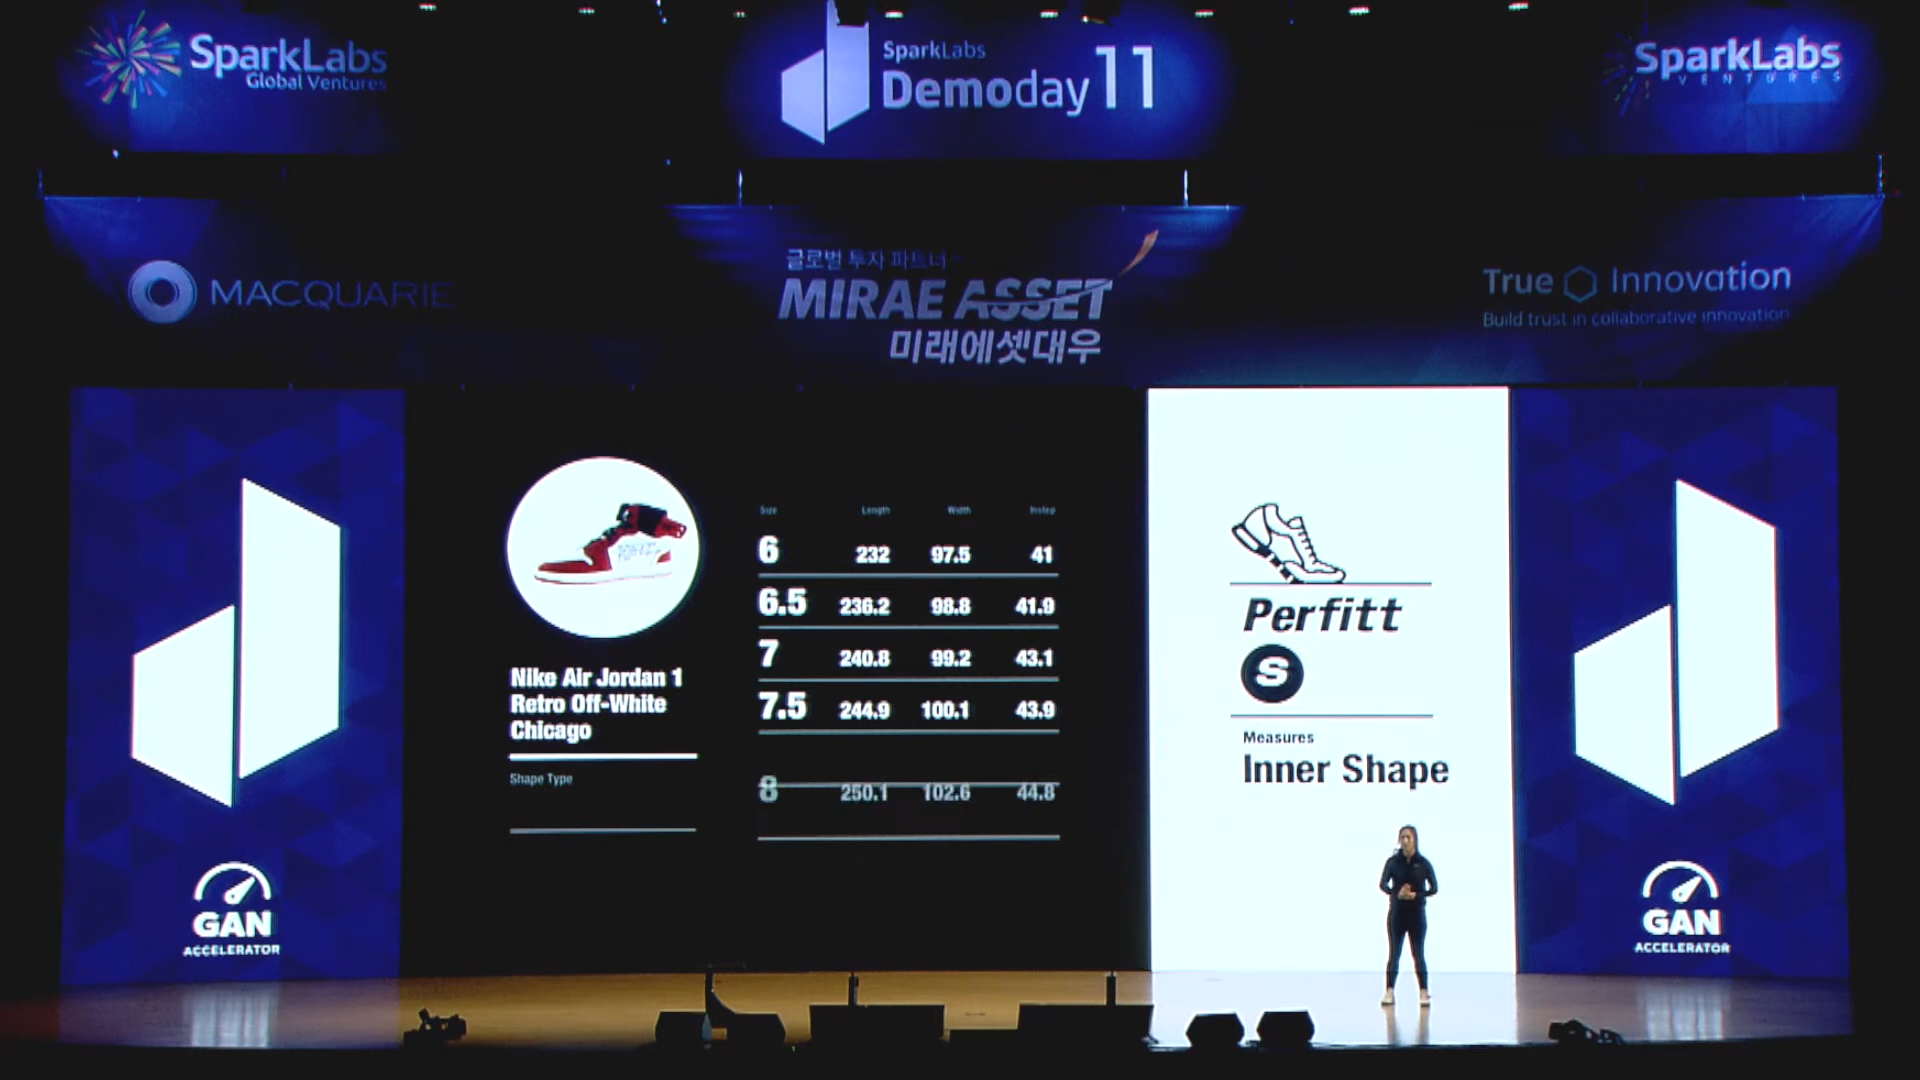 SparkLabs
Global Ventures
SparkLabs
Demoday 11
SparkLabs
VENTURES
MACQUARIE
글로벌 투자 파트너
MIRAE ASSET
미래에셋대우
True Innovation
Build trust in collaborative innovation
GAN
ACCELERATOR
Nike Air Jordan 1
Retro Off-White
Chicago
Shape Type
Size Length Width Instep
6 232 97.5 41
6.5 236.2 98.8 41.9
7 240.8 99.2 43.1
7.5 244.9 100.1 43.9
8 250.1 102.6 44.8
Perfitt
S
Measures
Inner Shape
GAN
ACCELERATOR